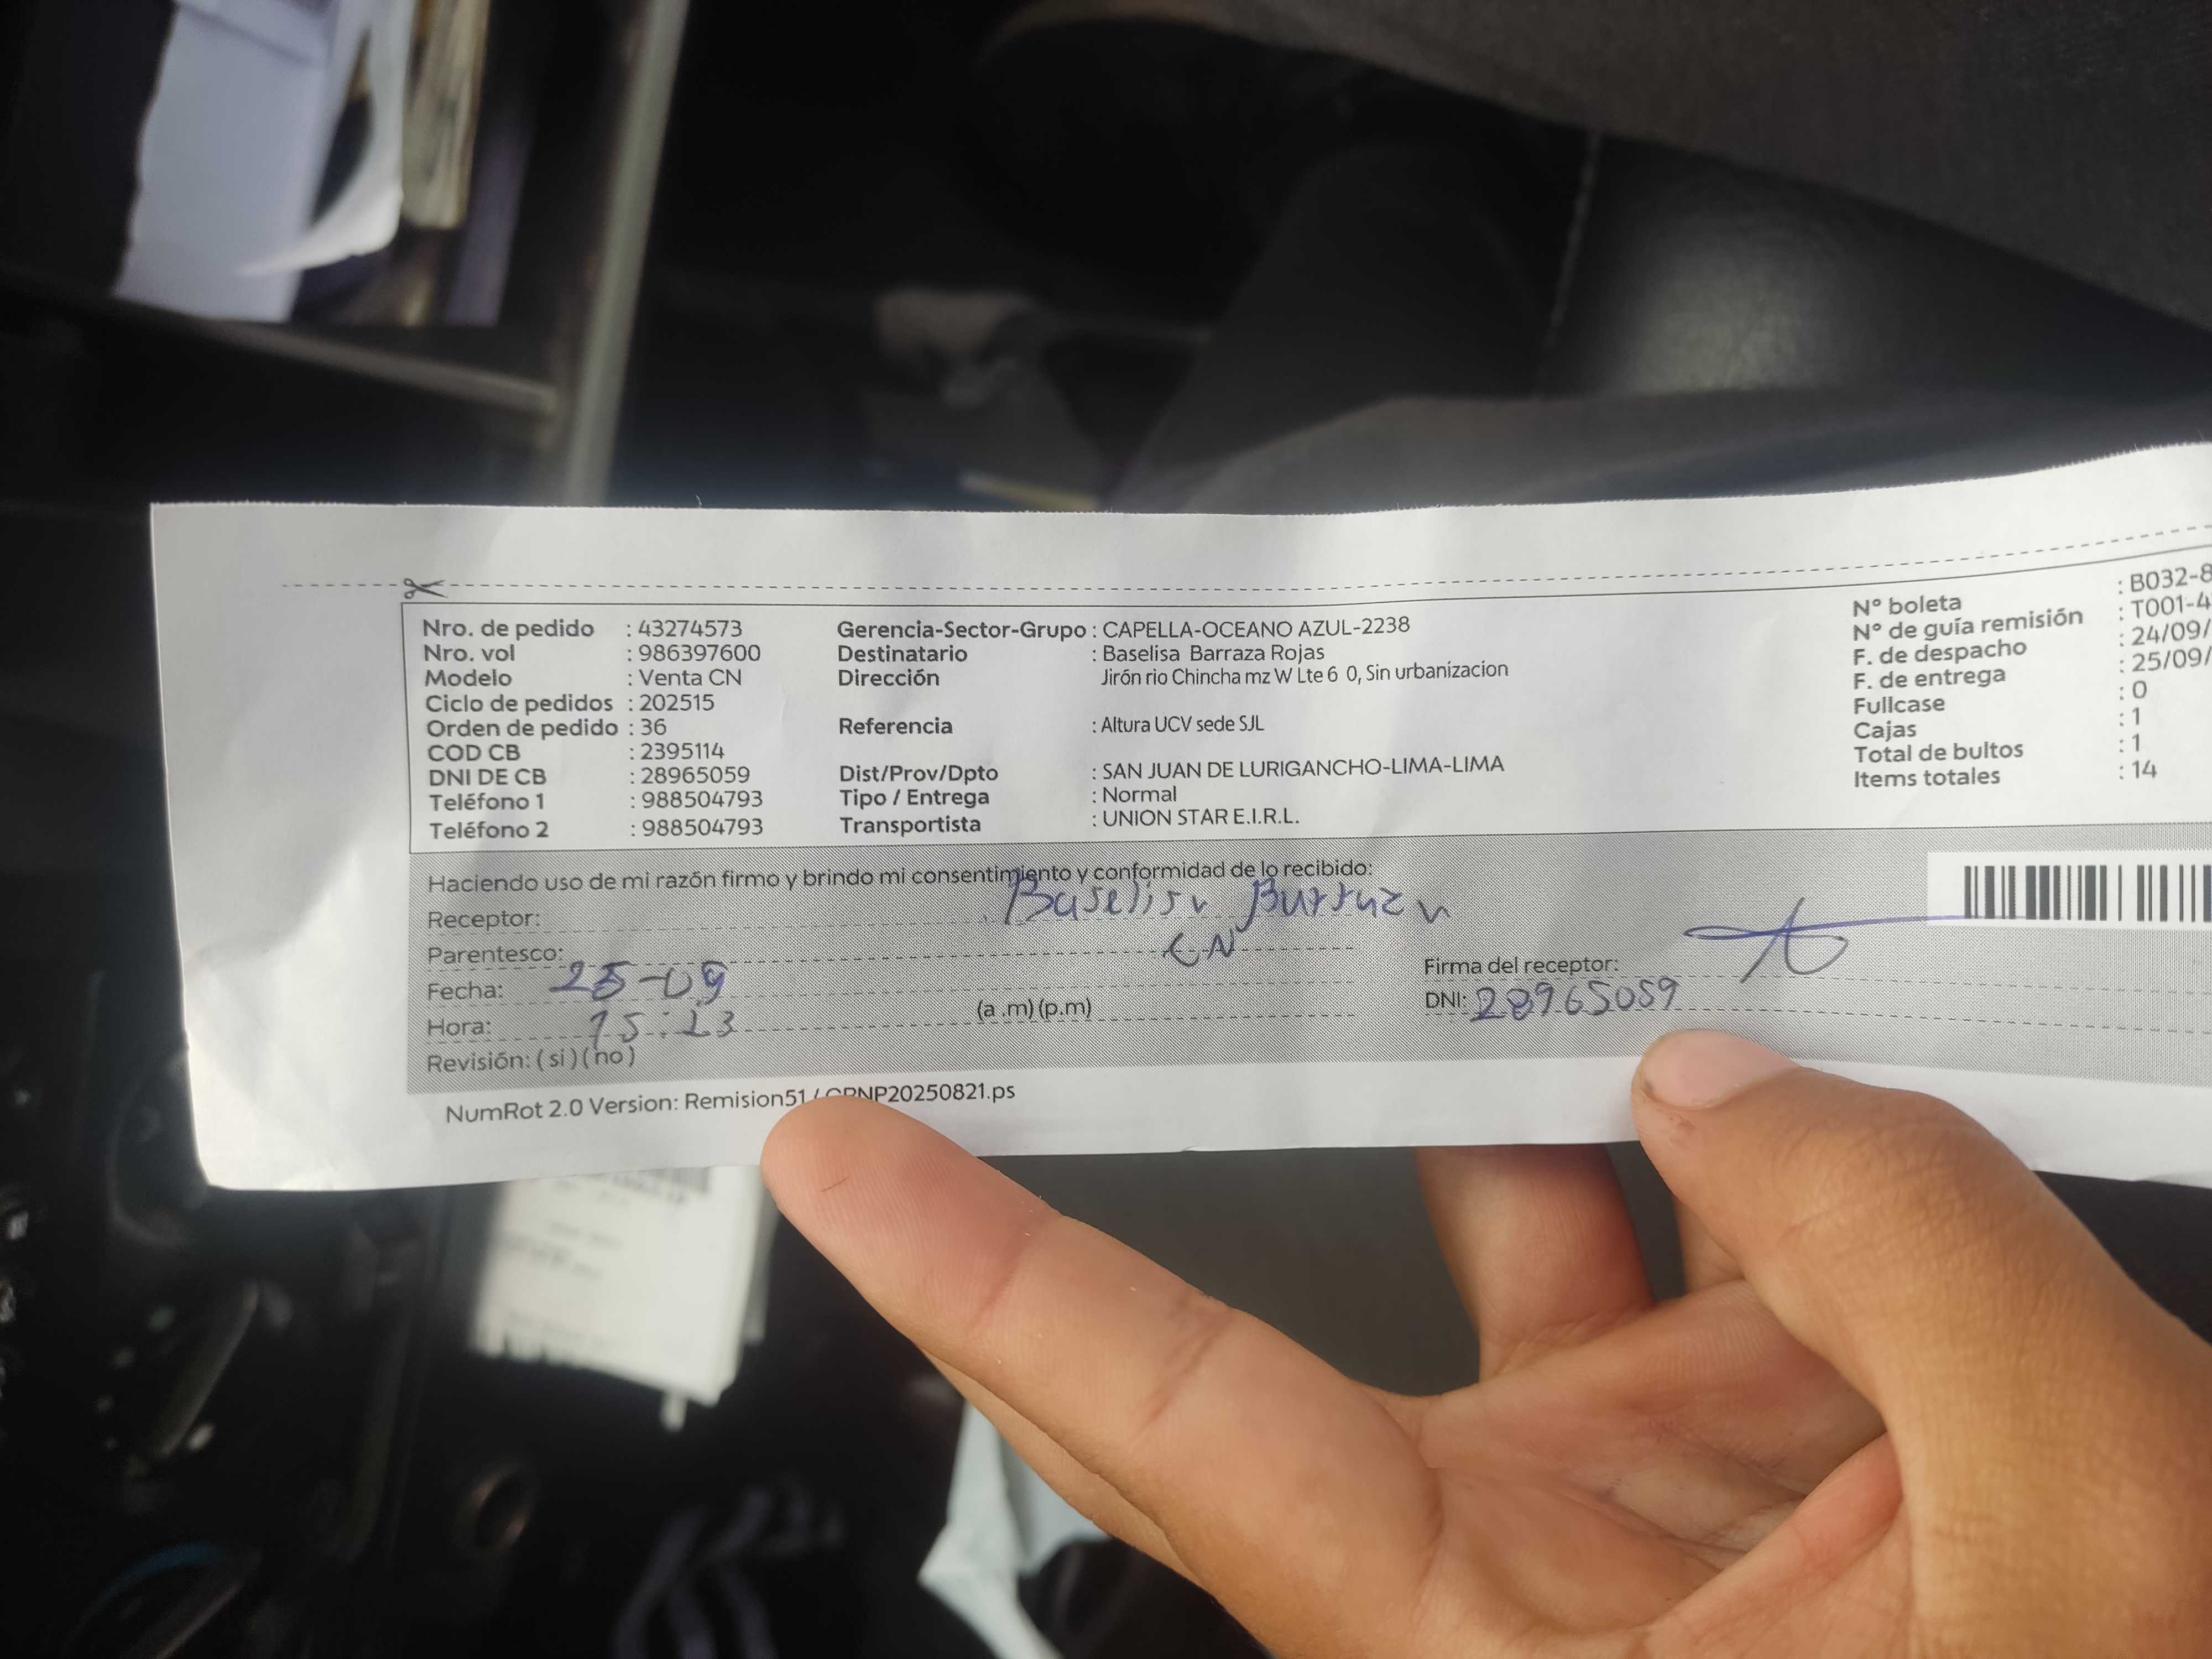 Nro. de pedido : 43274573
Nro. vol : 986397600
Modelo : Venta CN
Ciclo de pedidos : 202515
Orden de pedido : 36
COD CB : 2395114
DNI DE CB : 28965059
Teléfono 1 : 988504793
Teléfono 2 : 988504793
Gerencia-Sector-Grupo : CAPELLA-OCEANO AZUL-2238
Destinatario : Baselisa Barraza Rojas
Dirección Jirón rio Chincha mz W Lte 6 0, Sin urbanizacion
Referencia : Altura UCV sede SJL
Dist/Prov/Dpto : SAN JUAN DE LURIGANCHO-LIMA-LIMA
Tipo / Entrega : Normal
Transportista : UNION STAR E.I.R.L.
N° boleta : B032-8
N° de guía remisión : T001-4
F. de despacho : 24/09/
F. de entrega : 25/09/
Fullcase : 0
Cajas : 1
Total de bultos : 1
Items totales : 14
Haciendo uso de mi razón firmo y brindo mi consentimiento y conformidad de lo recibido:
Receptor: Baselisa Barraza
Parentesco: CN
Fecha: 25-09
Hora: 15:23 (a .m) (p.m)
Revisión: ( si ) ( no )
Firma del receptor:
DNI: 28965059
NumRot 2.0 Version: Remision51 / GRNP20250821.ps